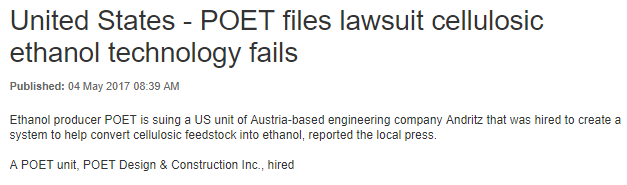 United States - POET files lawsuit cellulosic
ethanol technology fails
Published: 04 May 2017 08:39 AM
Ethanol producer POET is suing a US unit of Austria-based engineering company Andritz that was hired to create a
system to help convert cellulosic feedstock into ethanol, reported the local press.
A POET unit, POET Design & Construction Inc., hired